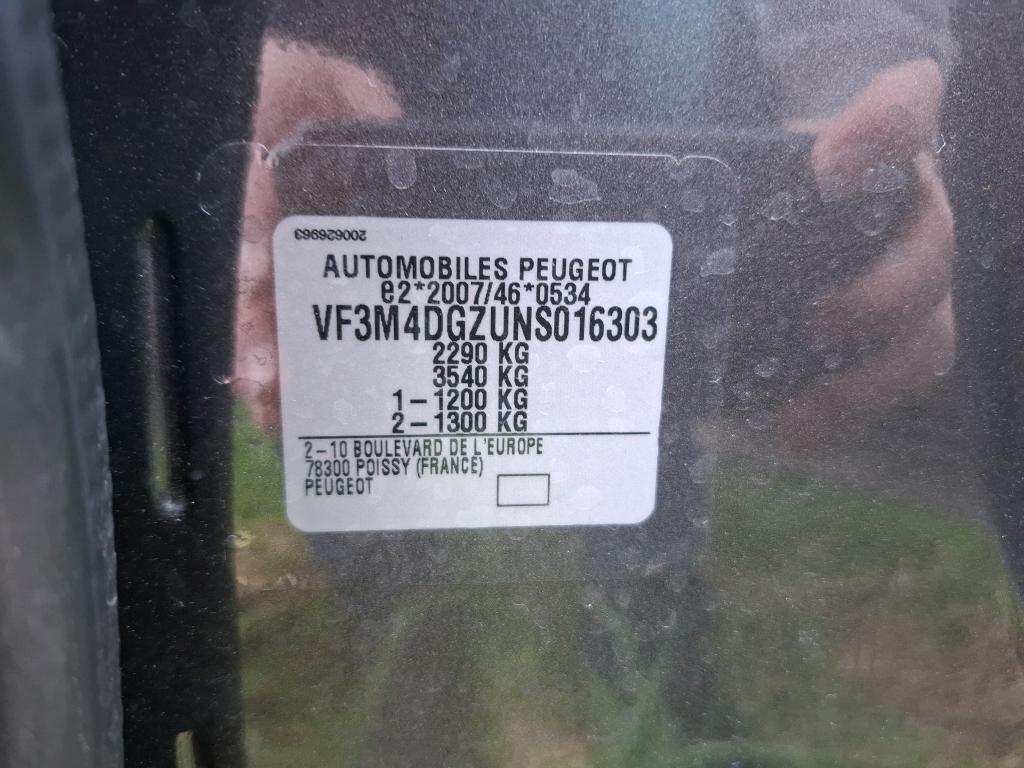 200626963
AUTOMOBILES PEUGEOT
e2*2007/46*0534
VF3M4DGZUNS016303
2290 KG
3540 KG
1-1200 KG
2-1300 KG
2-10 BOULEVARD DE L'EUROPE
78300 POISSY (FRANCE)
PEUGEOT